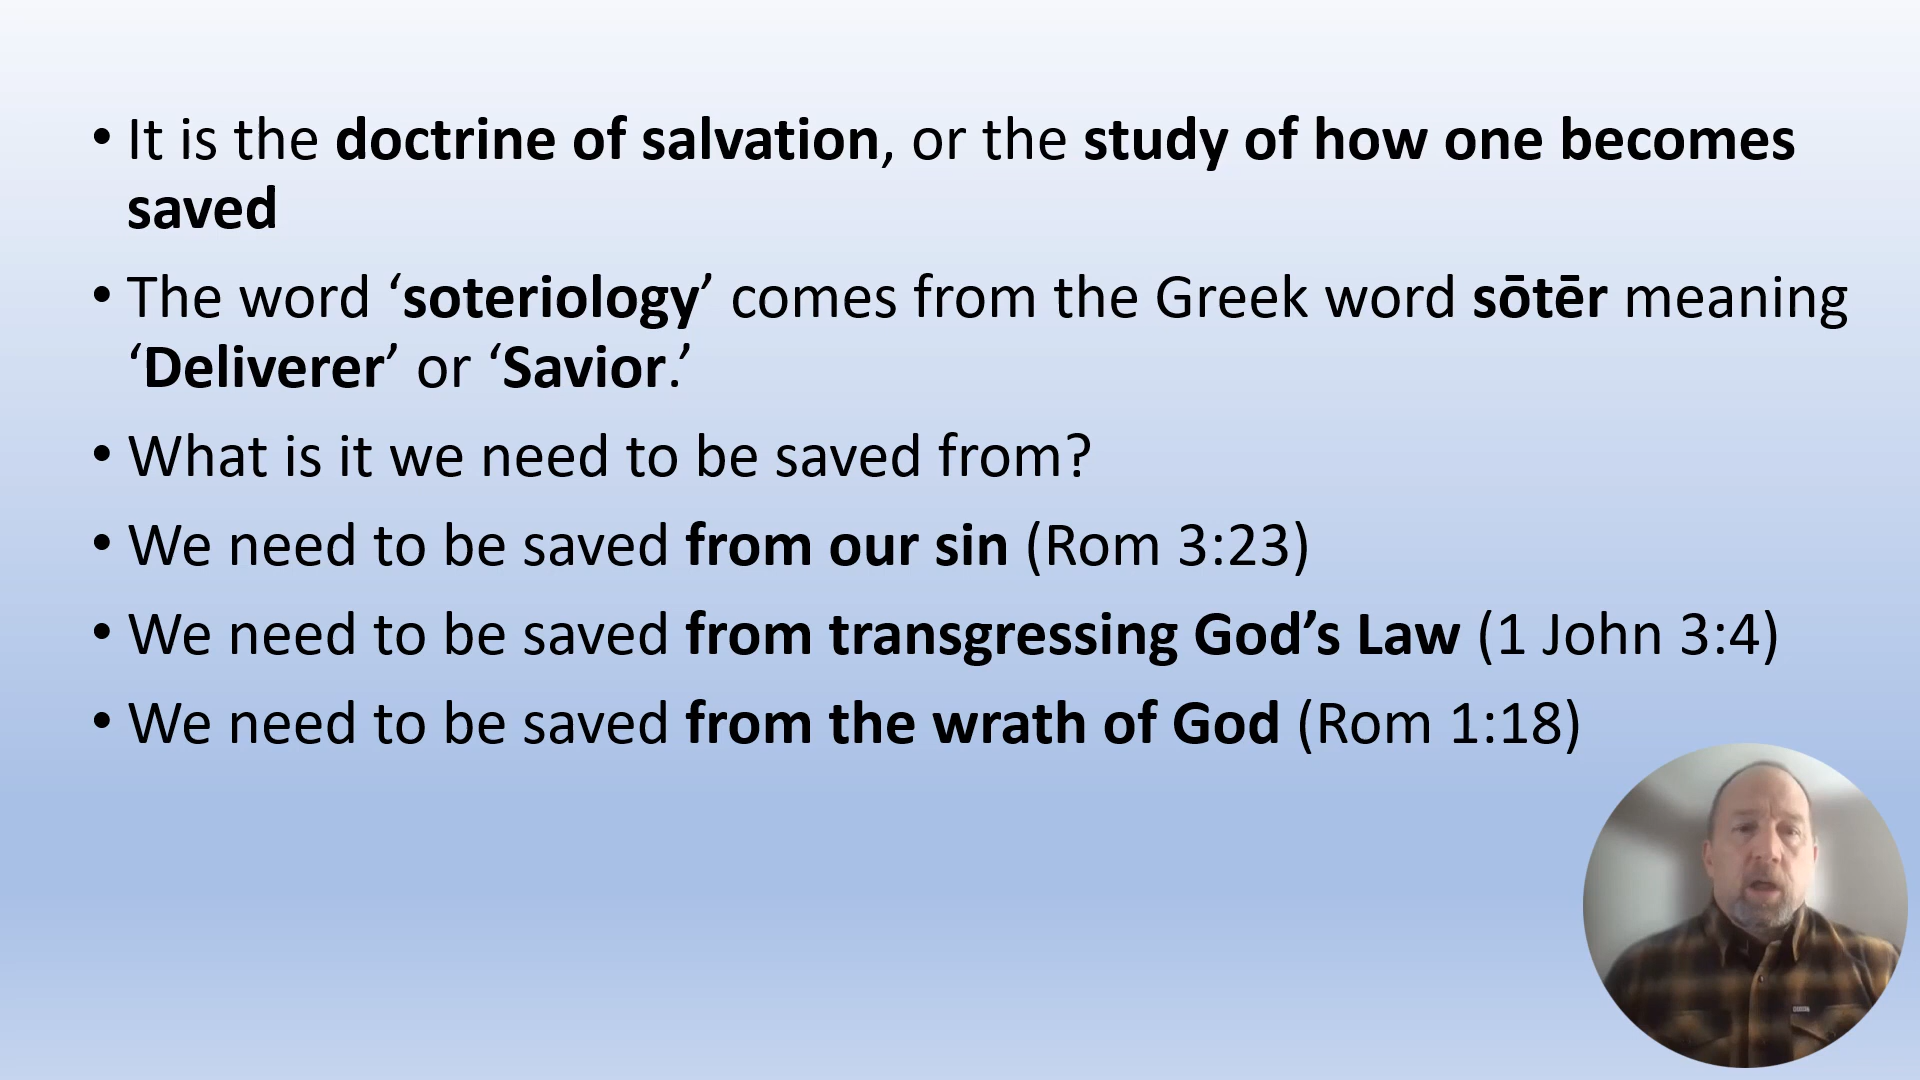 • It is the doctrine of salvation, or the study of how one becomes
saved
• The word ‘soteriology’ comes from the Greek word sōtēr meaning
‘Deliverer’ or ‘Savior.’
• What is it we need to be saved from?
• We need to be saved from our sin (Rom 3:23)
• We need to be saved from transgressing God’s Law (1 John 3:4)
• We need to be saved from the wrath of God (Rom 1:18)